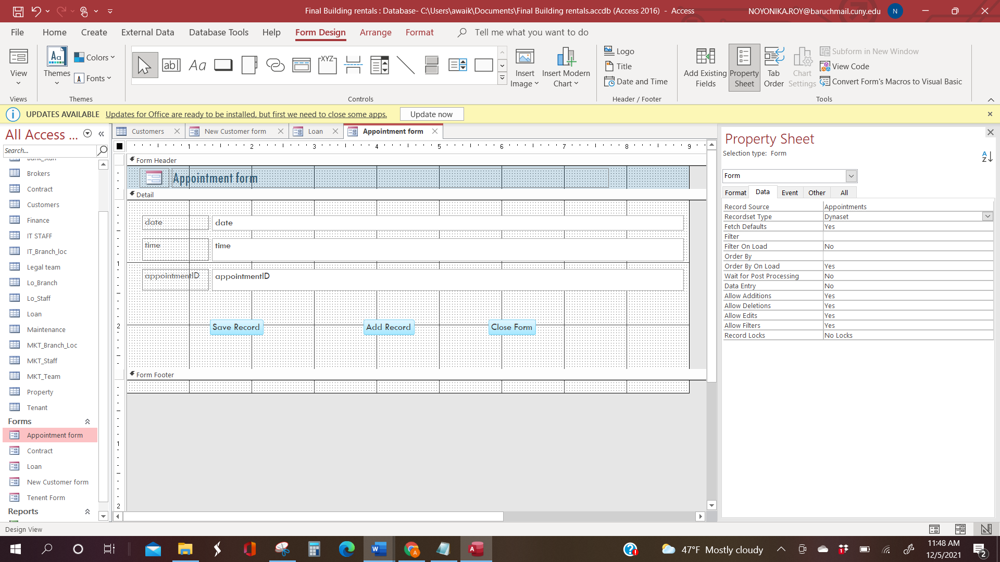 Final Building rentals : Database- C:\Users\awaik\Documents\Final Building rentals.accdb (Access 2016) - Access
NOYONIKA.ROY@baruchmail.cuny.edu
N
File
Home
Create
External Data
Database Tools
Help
Form Design
Arrange
Format
Tell me what you want to do
View
Views
Aa
Themes
Colors
A Fonts
Themes
ab|
Aa
XYZ
Controls
Insert
Image
Insert Modern
Chart
Logo
Title
Date and Time
Header / Footer
Add Existing
Fields
Property
Sheet
Tab
Order
Chart
Settings
Subform in New Window
View Code
Convert Form's Macros to Visual Basic
Tools
UPDATES AVAILABLE Updates for Office are ready to be installed, but first we need to close some apps. Update now
All Access ...
Search...
Bank_staff
Brokers
Contract
Customers
Finance
IT STAFF
IT_Branch_loc
Legal team
Lo_Branch
Lo_Staff
Loan
Maintenance
MKT_Branch_Loc
MKT_Staff
MKT_Team
Property
Tenant
Forms
Appointment form
Contract
Loan
New Customer form
Tenent Form
Reports
Customers
New Customer form
Loan
Appointment form
1 2 3 4 5 6 7 8 9
Form Header
Appointment form
Detail
date date
time time
1
appointmentID appointmentID
2
Save Record Add Record Close Form
Form Footer
1
2
Property Sheet
Selection type: Form
A
Z
Form
Format Data Event Other All
Record Source Appointments
Recordset Type Dynaset
Fetch Defaults Yes
Filter
Filter On Load No
Order By
Order By On Load Yes
Wait for Post Processing No
Data Entry No
Allow Additions Yes
Allow Deletions Yes
Allow Edits Yes
Allow Filters Yes
Record Locks No Locks
Design View
47°F Mostly cloudy
11:48 AM
12/5/2021
2